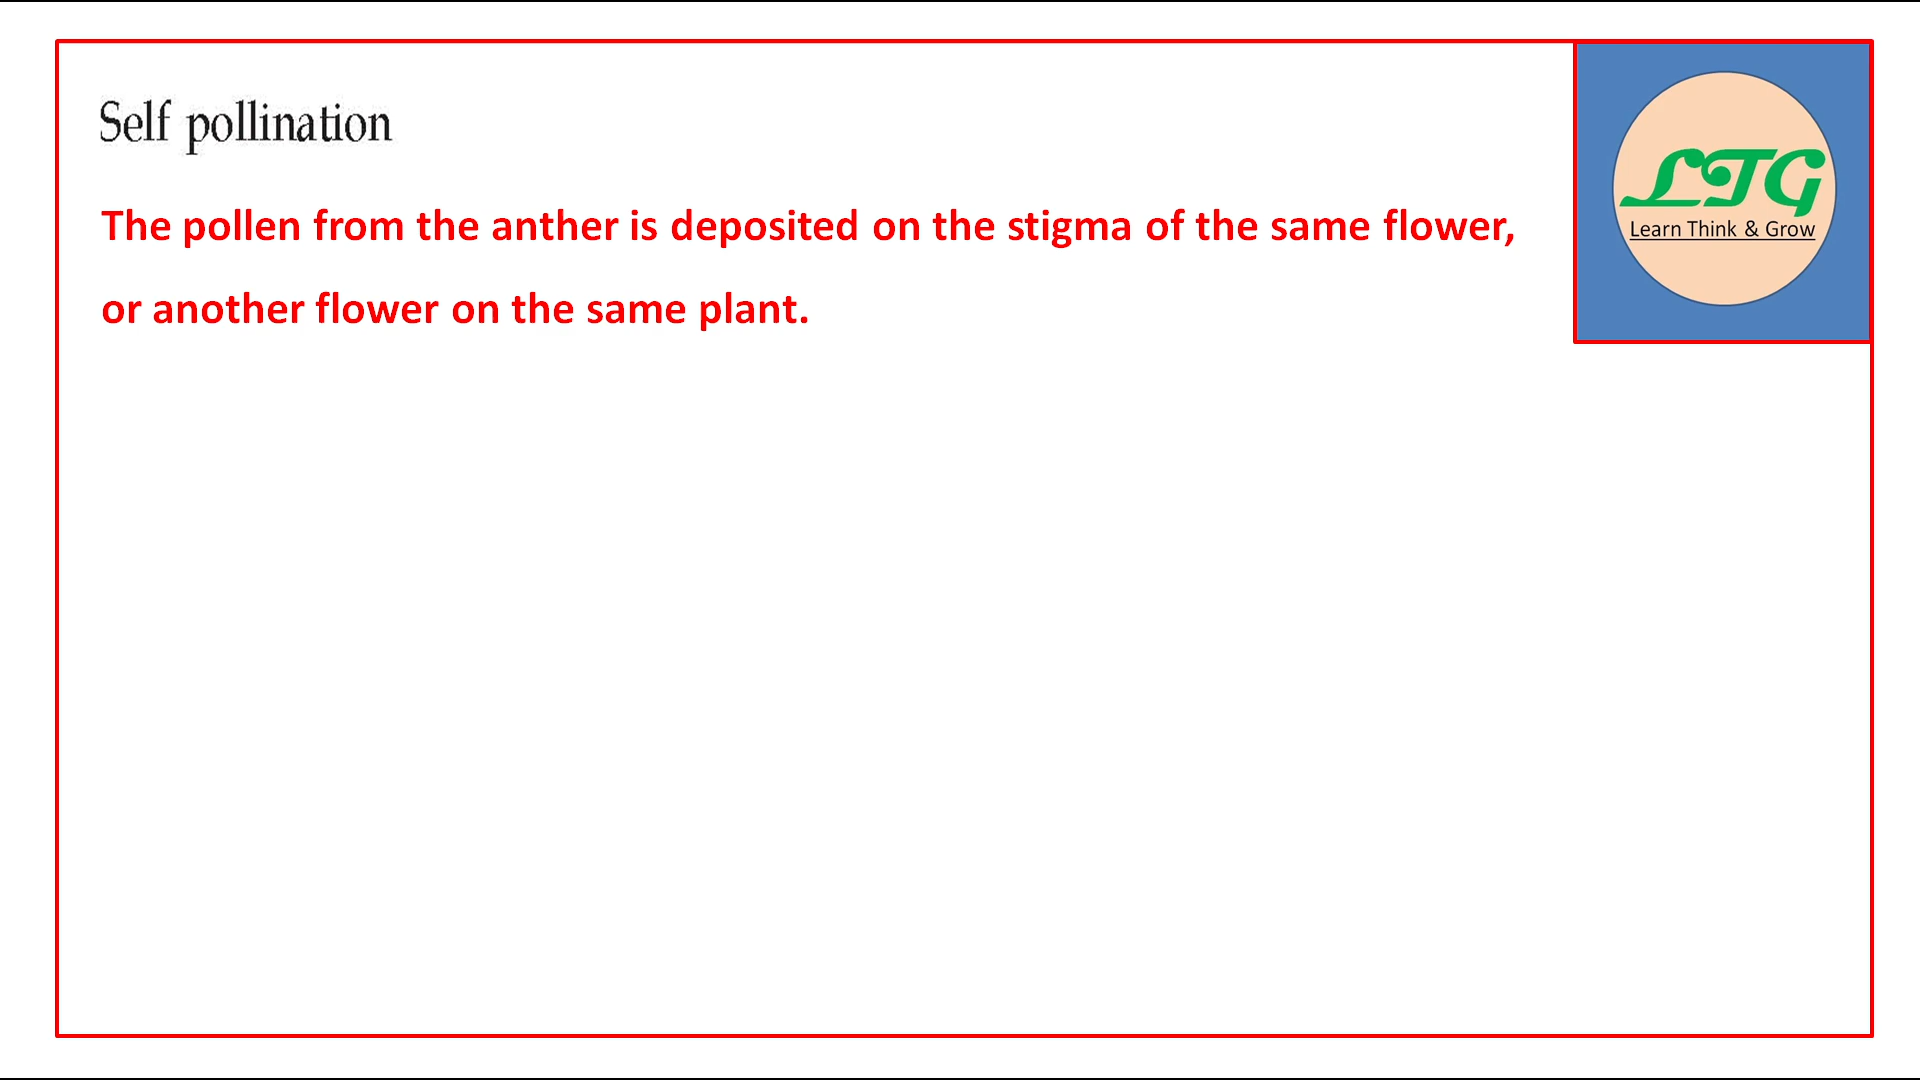 Self pollination
The pollen from the anther is deposited on the stigma of the same flower,
or another flower on the same plant.
LTG
Learn Think & Grow